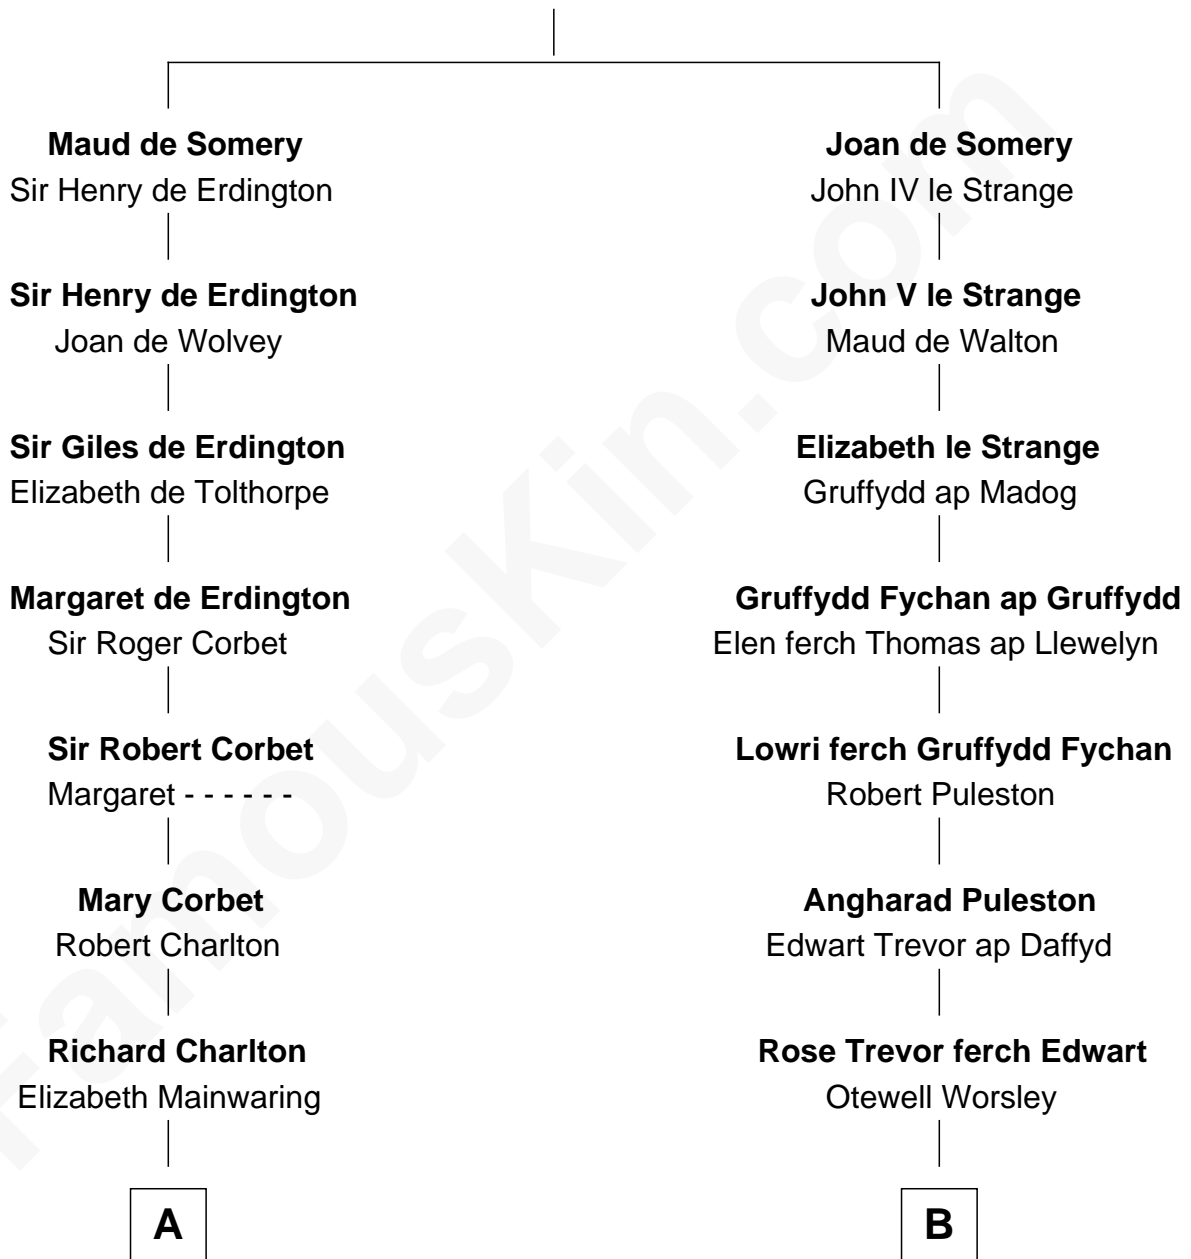 Maud de Somery
Sir Henry de Erdington
Sir Henry de Erdington
Joan de Wolvey
Sir Giles de Erdington
Elizabeth de Tolthorpe
Margaret de Erdington
Sir Roger Corbet
Sir Robert Corbet
Margaret - - - - - -
Mary Corbet
Robert Charlton
Richard Charlton
Elizabeth Mainwaring
A
Joan de Somery
John IV le Strange
John V le Strange
Maud de Walton
Elizabeth le Strange
Gruffydd ap Madog
Gruffydd Fychan ap Gruffydd
Elen ferch Thomas ap Llewelyn
Lowri ferch Gruffydd Fychan
Robert Puleston
Angharad Puleston
Edwart Trevor ap Daffyd
Rose Trevor ferch Edwart
Otewell Worsley
B
FamousKin.com